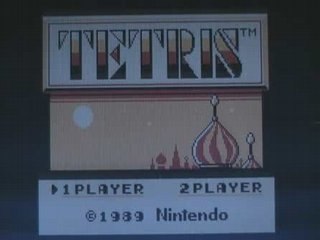 TETRIS™
▶1PLAYER 2PLAYER
©1989 Nintendo